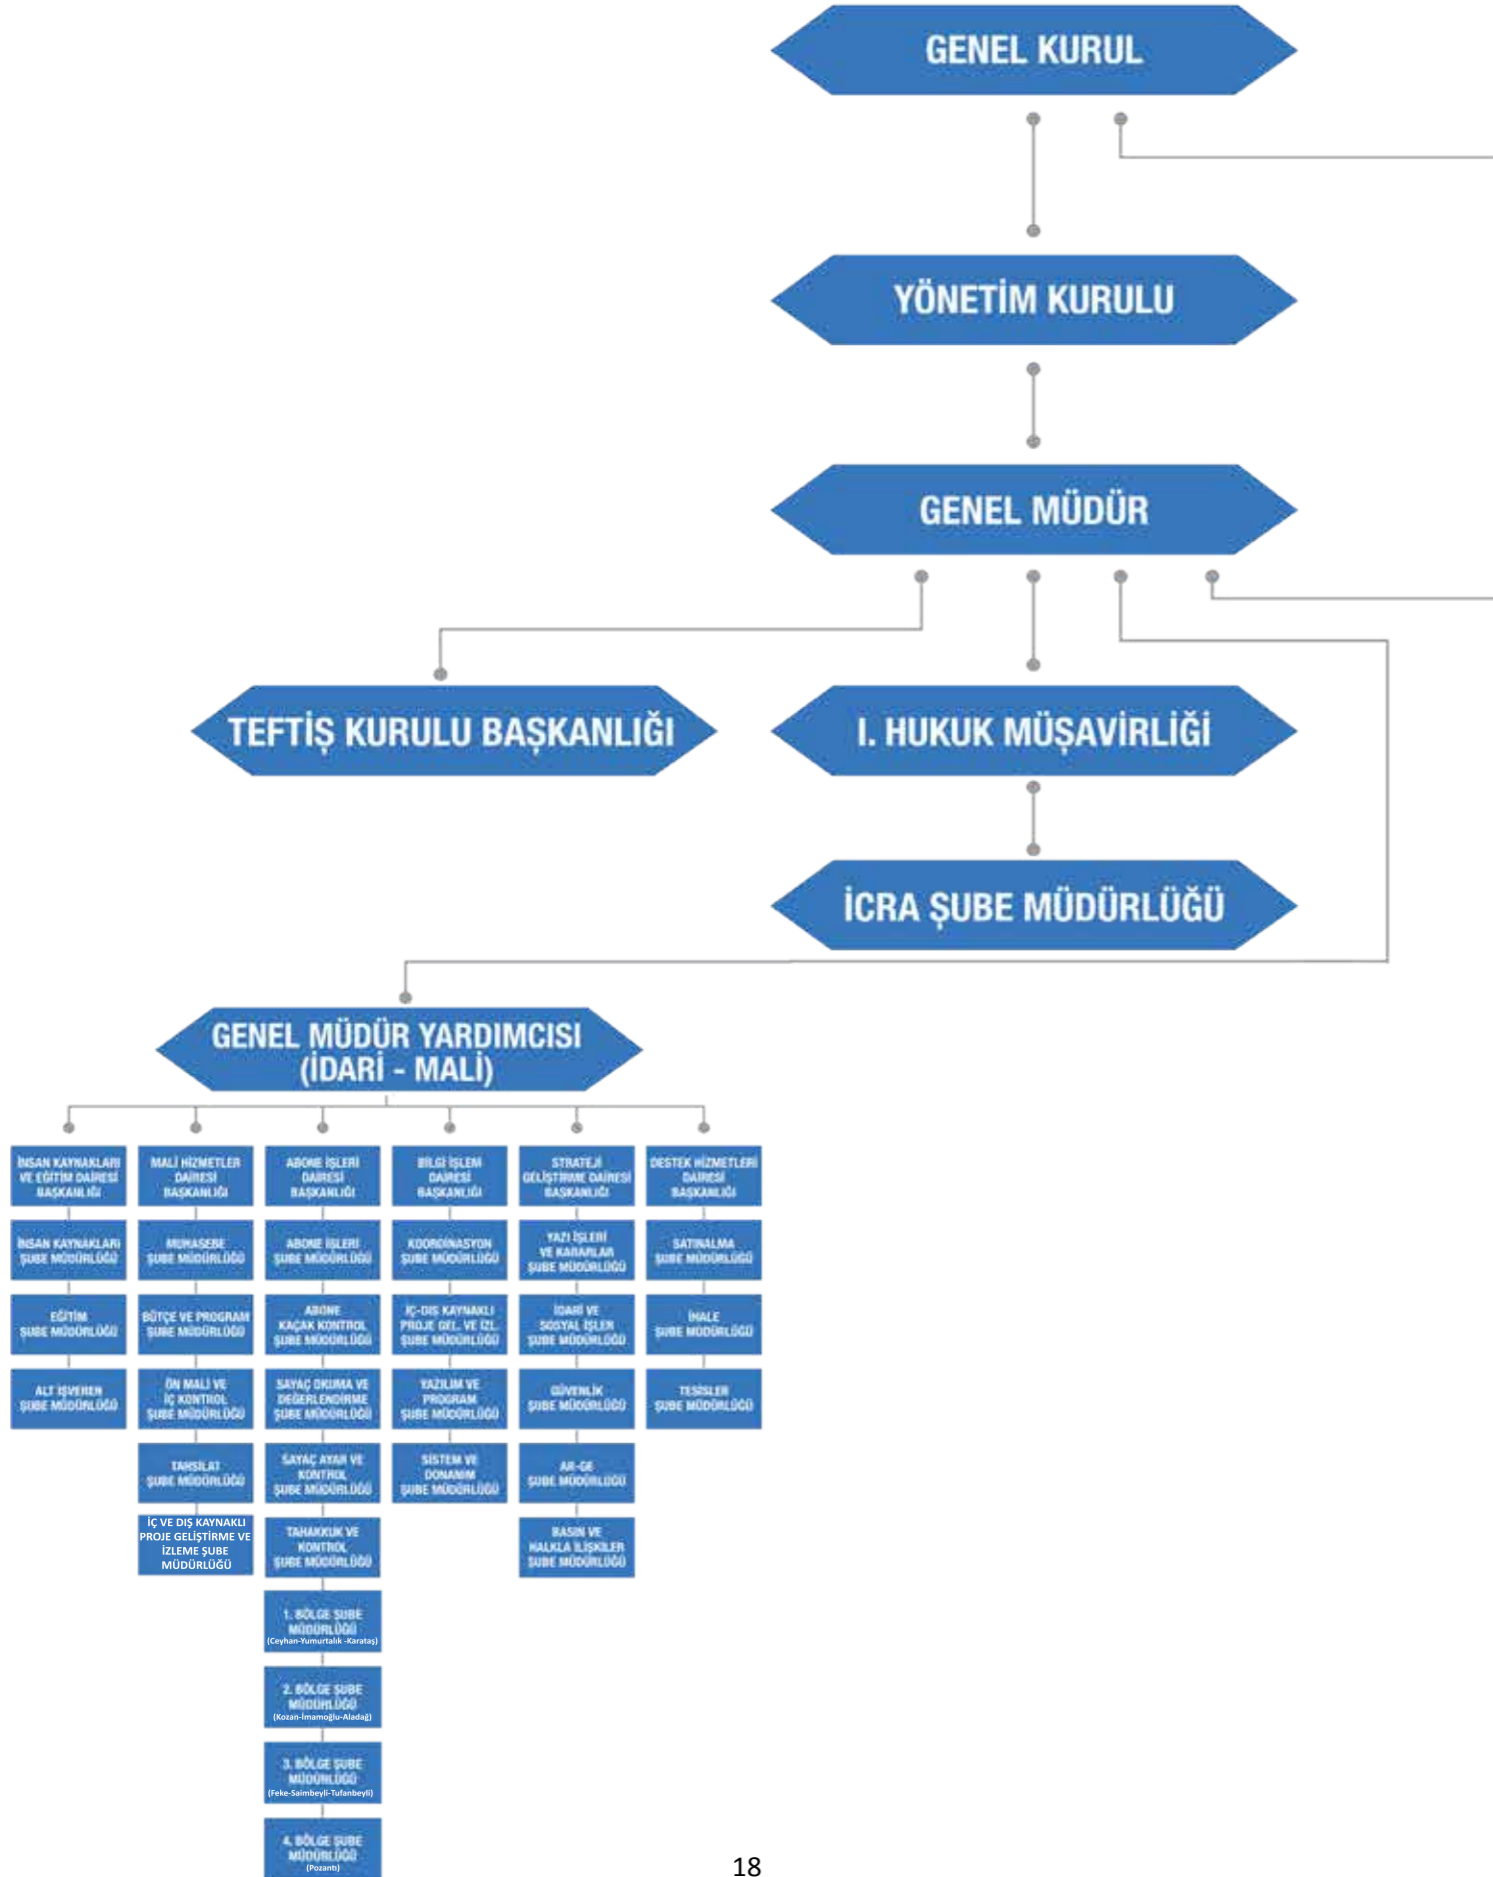 GENEL KURUL
YÖNETİM KURULU
GENEL MÜDÜR
TEFTİŞ KURULU BAŞKANLIĞI
I. HUKUK MÜŞAVİRLİĞİ
İCRA ŞUBE MÜDÜRLÜĞÜ
GENEL MÜDÜR YARDIMCISI
(İDARİ - MALİ)
İNSAN KAYNAKLARI
VE EĞİTİM DAİRESİ
BAŞKANLIĞI
İNSAN KAYNAKLARI
ŞUBE MÜDÜRLÜĞÜ
EĞİTİM
ŞUBE MÜDÜRLÜĞÜ
ALT İŞVEREN
ŞUBE MÜDÜRLÜĞÜ
MALİ HİZMETLER
DAİRESİ
BAŞKANLIĞI
MUHASEBE
ŞUBE MÜDÜRLÜĞÜ
BÜTÇE VE PROGRAM
ŞUBE MÜDÜRLÜĞÜ
ÖN MALİ VE
İÇ KONTROL
ŞUBE MÜDÜRLÜĞÜ
TAHSİLAT
ŞUBE MÜDÜRLÜĞÜ
İÇ VE DIŞ KAYNAKLI
PROJE GELİŞTİRME VE
İZLEME ŞUBE
MÜDÜRLÜĞÜ
ABONE İŞLERİ
DAİRESİ
BAŞKANLIĞI
ABONE İŞLERİ
ŞUBE MÜDÜRLÜĞÜ
ABONE
KAÇAK KONTROL
ŞUBE MÜDÜRLÜĞÜ
SAYAÇ OKUMA VE
DEĞERLENDİRME
ŞUBE MÜDÜRLÜĞÜ
SAYAÇ AYAR VE
KONTROL
ŞUBE MÜDÜRLÜĞÜ
TAHAKKUK VE
KONTROL
ŞUBE MÜDÜRLÜĞÜ
1. BÖLGE ŞUBE
MÜDÜRLÜĞÜ
(Ceyhan-Yumurtalık -Karataş)
2. BÖLGE ŞUBE
MÜDÜRLÜĞÜ
(Kozan-İmamoğlu-Aladağ)
3. BÖLGE ŞUBE
MÜDÜRLÜĞÜ
(Feke-Saimbeyli-Tufanbeyli)
4. BÖLGE ŞUBE
MÜDÜRLÜĞÜ
(Pozantı)
BİLGİ İŞLEM
DAİRESİ
BAŞKANLIĞI
KOORDİNASYON
ŞUBE MÜDÜRLÜĞÜ
İÇ-DIŞ KAYNAKLI
PROJE GEL. VE İZL.
ŞUBE MÜDÜRLÜĞÜ
YAZILIM VE
PROGRAM
ŞUBE MÜDÜRLÜĞÜ
SİSTEM VE
DONANIM
ŞUBE MÜDÜRLÜĞÜ
STRATEJİ
GELİŞTİRME DAİRESİ
BAŞKANLIĞI
YAZI İŞLERİ
VE KARARLAR
ŞUBE MÜDÜRLÜĞÜ
İDARİ VE
SOSYAL İŞLER
ŞUBE MÜDÜRLÜĞÜ
GÜVENLİK
ŞUBE MÜDÜRLÜĞÜ
AR-GE
ŞUBE MÜDÜRLÜĞÜ
BASIN VE
HALKLA İLİŞKİLER
ŞUBE MÜDÜRLÜĞÜ
DESTEK HİZMETLERİ
DAİRESİ
BAŞKANLIĞI
SATINALMA
ŞUBE MÜDÜRLÜĞÜ
İHALE
ŞUBE MÜDÜRLÜĞÜ
TESİSLER
ŞUBE MÜDÜRLÜĞÜ
18